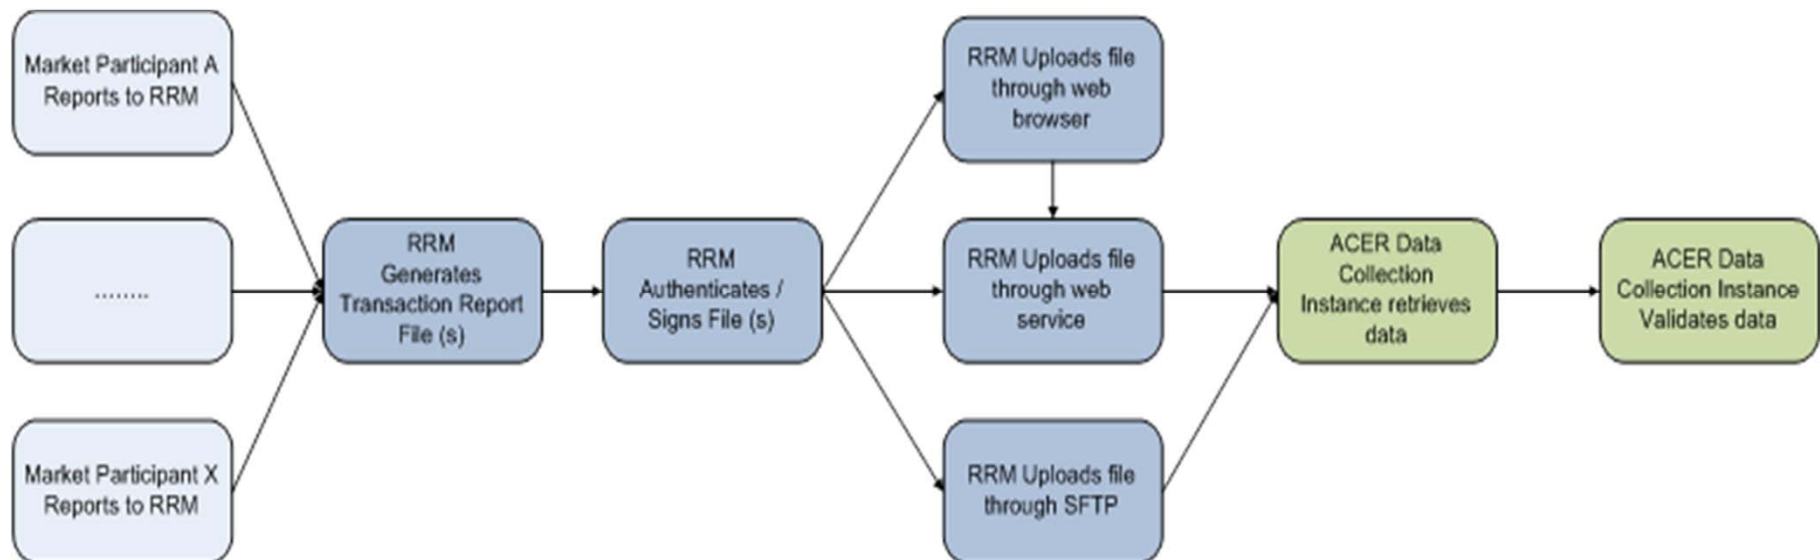 Market Participant A
Reports to RRM
........
Market Participant X
Reports to RRM
RRM
Generates
Transaction Report
File (s)
RRM
Authenticates /
Signs File (s)
RRM Uploads file
through web
browser
RRM Uploads file
through web
service
RRM Uploads file
through SFTP
ACER Data
Collection
Instance retrieves
data
ACER Data
Collection Instance
Validates data